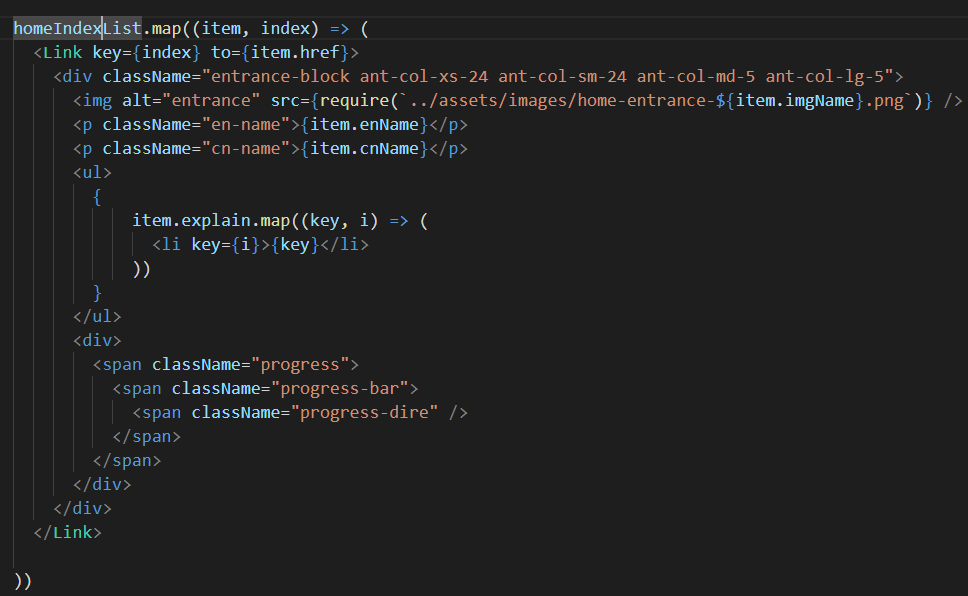 homeIndexList.map((item, index) => (
<Link key={index} to={item.href}>
<div className="entrance-block ant-col-xs-24 ant-col-sm-24 ant-col-md-5 ant-col-lg-5">
<img alt="entrance" src={require(`../assets/images/home-entrance-${item.imgName}.png`)} />
<p className="en-name">{item.enName}</p>
<p className="cn-name">{item.cnName}</p>
<ul>
{
item.explain.map((key, i) => (
<li key={i}>{key}</li>
))
}
</ul>
<div>
<span className="progress">
<span className="progress-bar">
<span className="progress-dire" />
</span>
</span>
</div>
</div>
</Link>
))